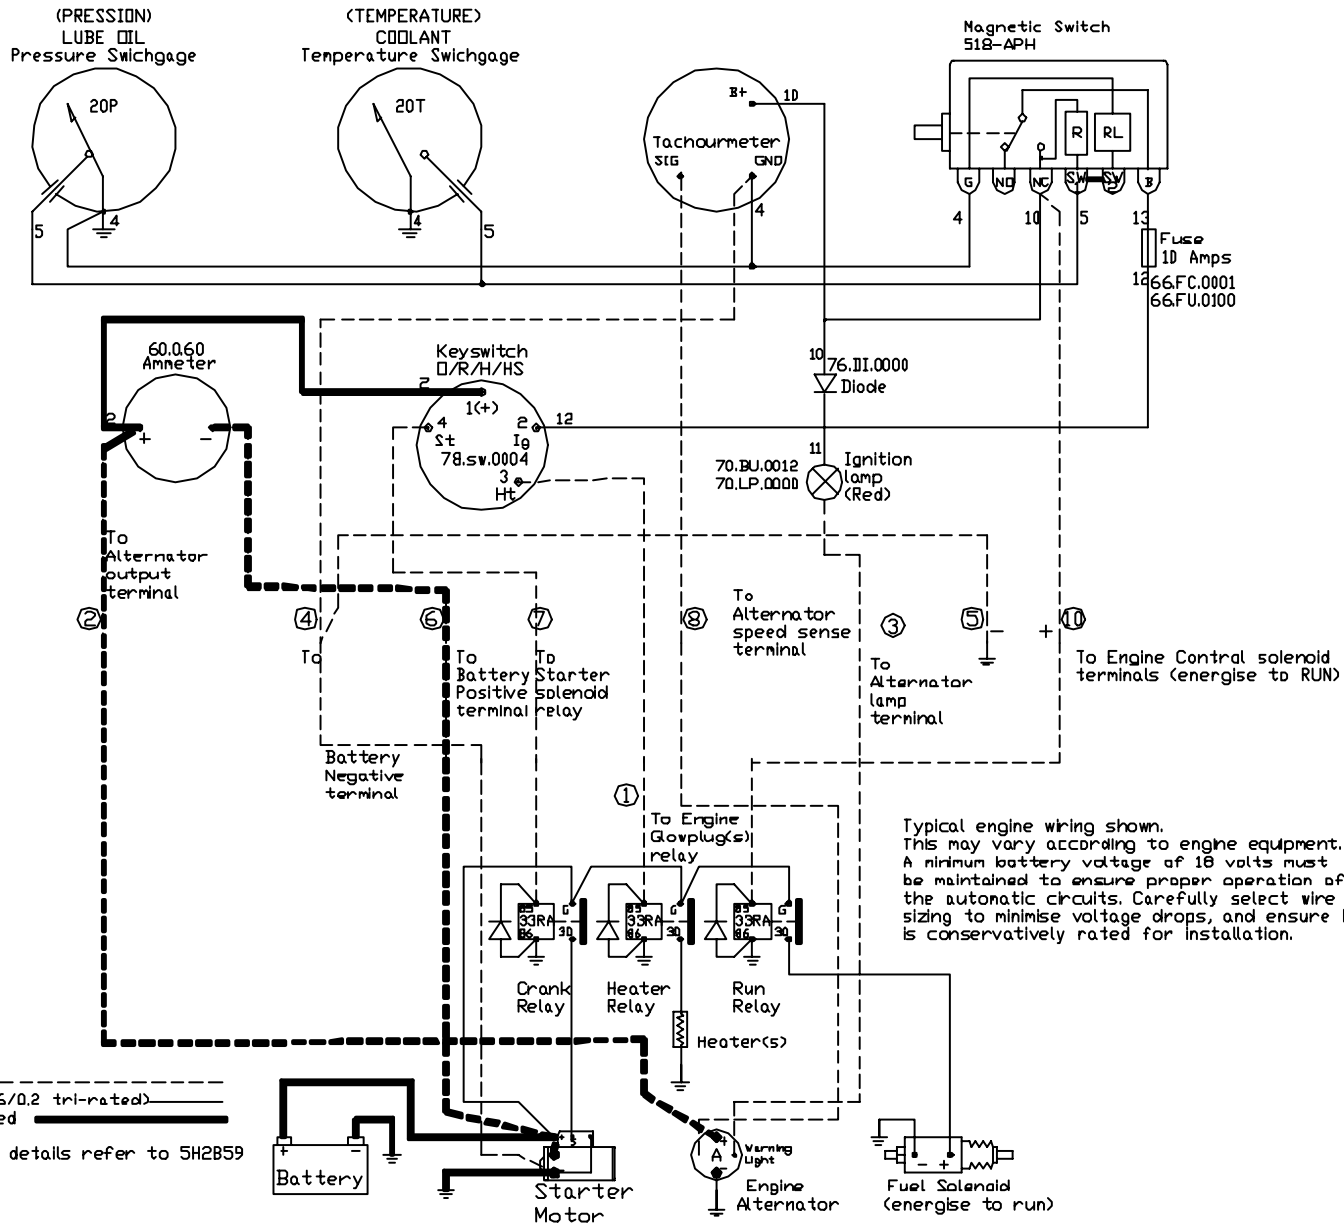 (PRESSION)
LUBE OIL
Pressure Swichgage
20P
4
5
(TEMPERATURE)
COOLANT
Temperature Swichgage
20T
4
5
B+
10
Tachourmeter
SIG
GND
4
Magnetic Switch
518-APH
R
RL
G
NO
NC
SW
SW
B
4
10
5
13
Fuse
10 Amps
12
66.FC.0001
66.FU.0100
60.0.60
Ammeter
2
+
-
Keyswitch
O/R/H/HS
2
1(+)
4
St
2
Ig
12
78.sw.0004
3
Ht
10
76.DI.0000
Diode
11
70.BU.0012
70.LP.0000
Ignition
lamp
(Red)
To
Alternator
output
terminal
2
4
To
Battery
Negative
terminal
6
To
Battery
Positive
terminal
7
To
Starter
solenoid
relay
8
To
Alternator
speed sense
terminal
3
To
Alternator
lamp
terminal
5
-
+
10
To Engine Control solenoid
terminals (energise to RUN)
1
To Engine
Glowplug(s)
relay
Typical engine wiring shown.
This may vary according to engine equipment.
A minimum battery voltage of 18 volts must
be maintained to ensure proper operation of
the automatic circuits. Carefully select wire
sizing to minimise voltage drops, and ensure
is conservatively rated for installation.
85
33RA
86
G
30
Crank
Relay
85
33RA
86
G
30
Heater
Relay
85
33RA
86
G
30
Run
Relay
Heater(s)
6/0.2 tri-rated)
ed
details refer to 5H2B59
+
-
Battery
+
S
-
Starter
Motor
+
A
-
Warning
Light
Engine
Alternator
- +
Fuel Solenoid
(energise to run)